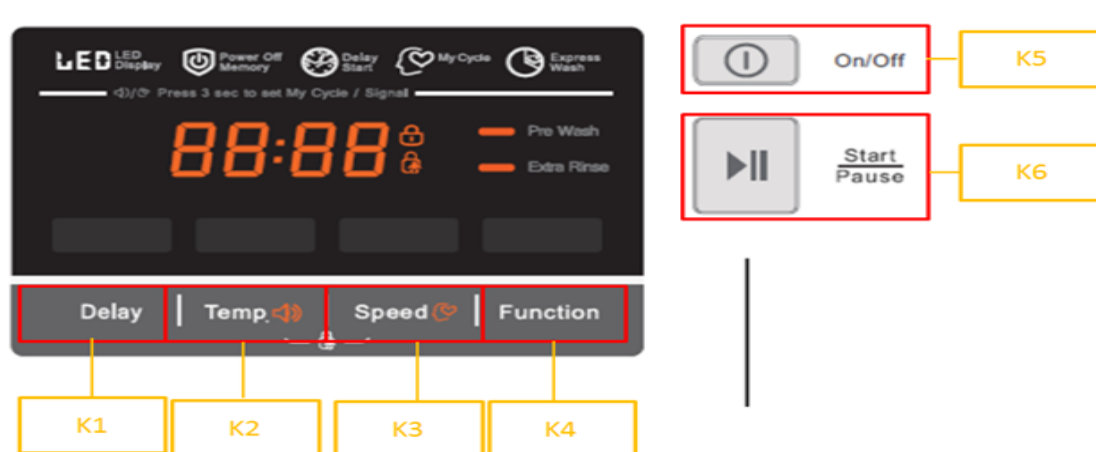 LED LED Display Power Off Memory Delay Start My Cycle Express Wash
Press 3 sec to set My Cycle / Signal
88:88
Pre Wash
Extra Rinse
Delay Temp. Speed Function
K1 K2 K3 K4
On/Off K5
Start Pause K6